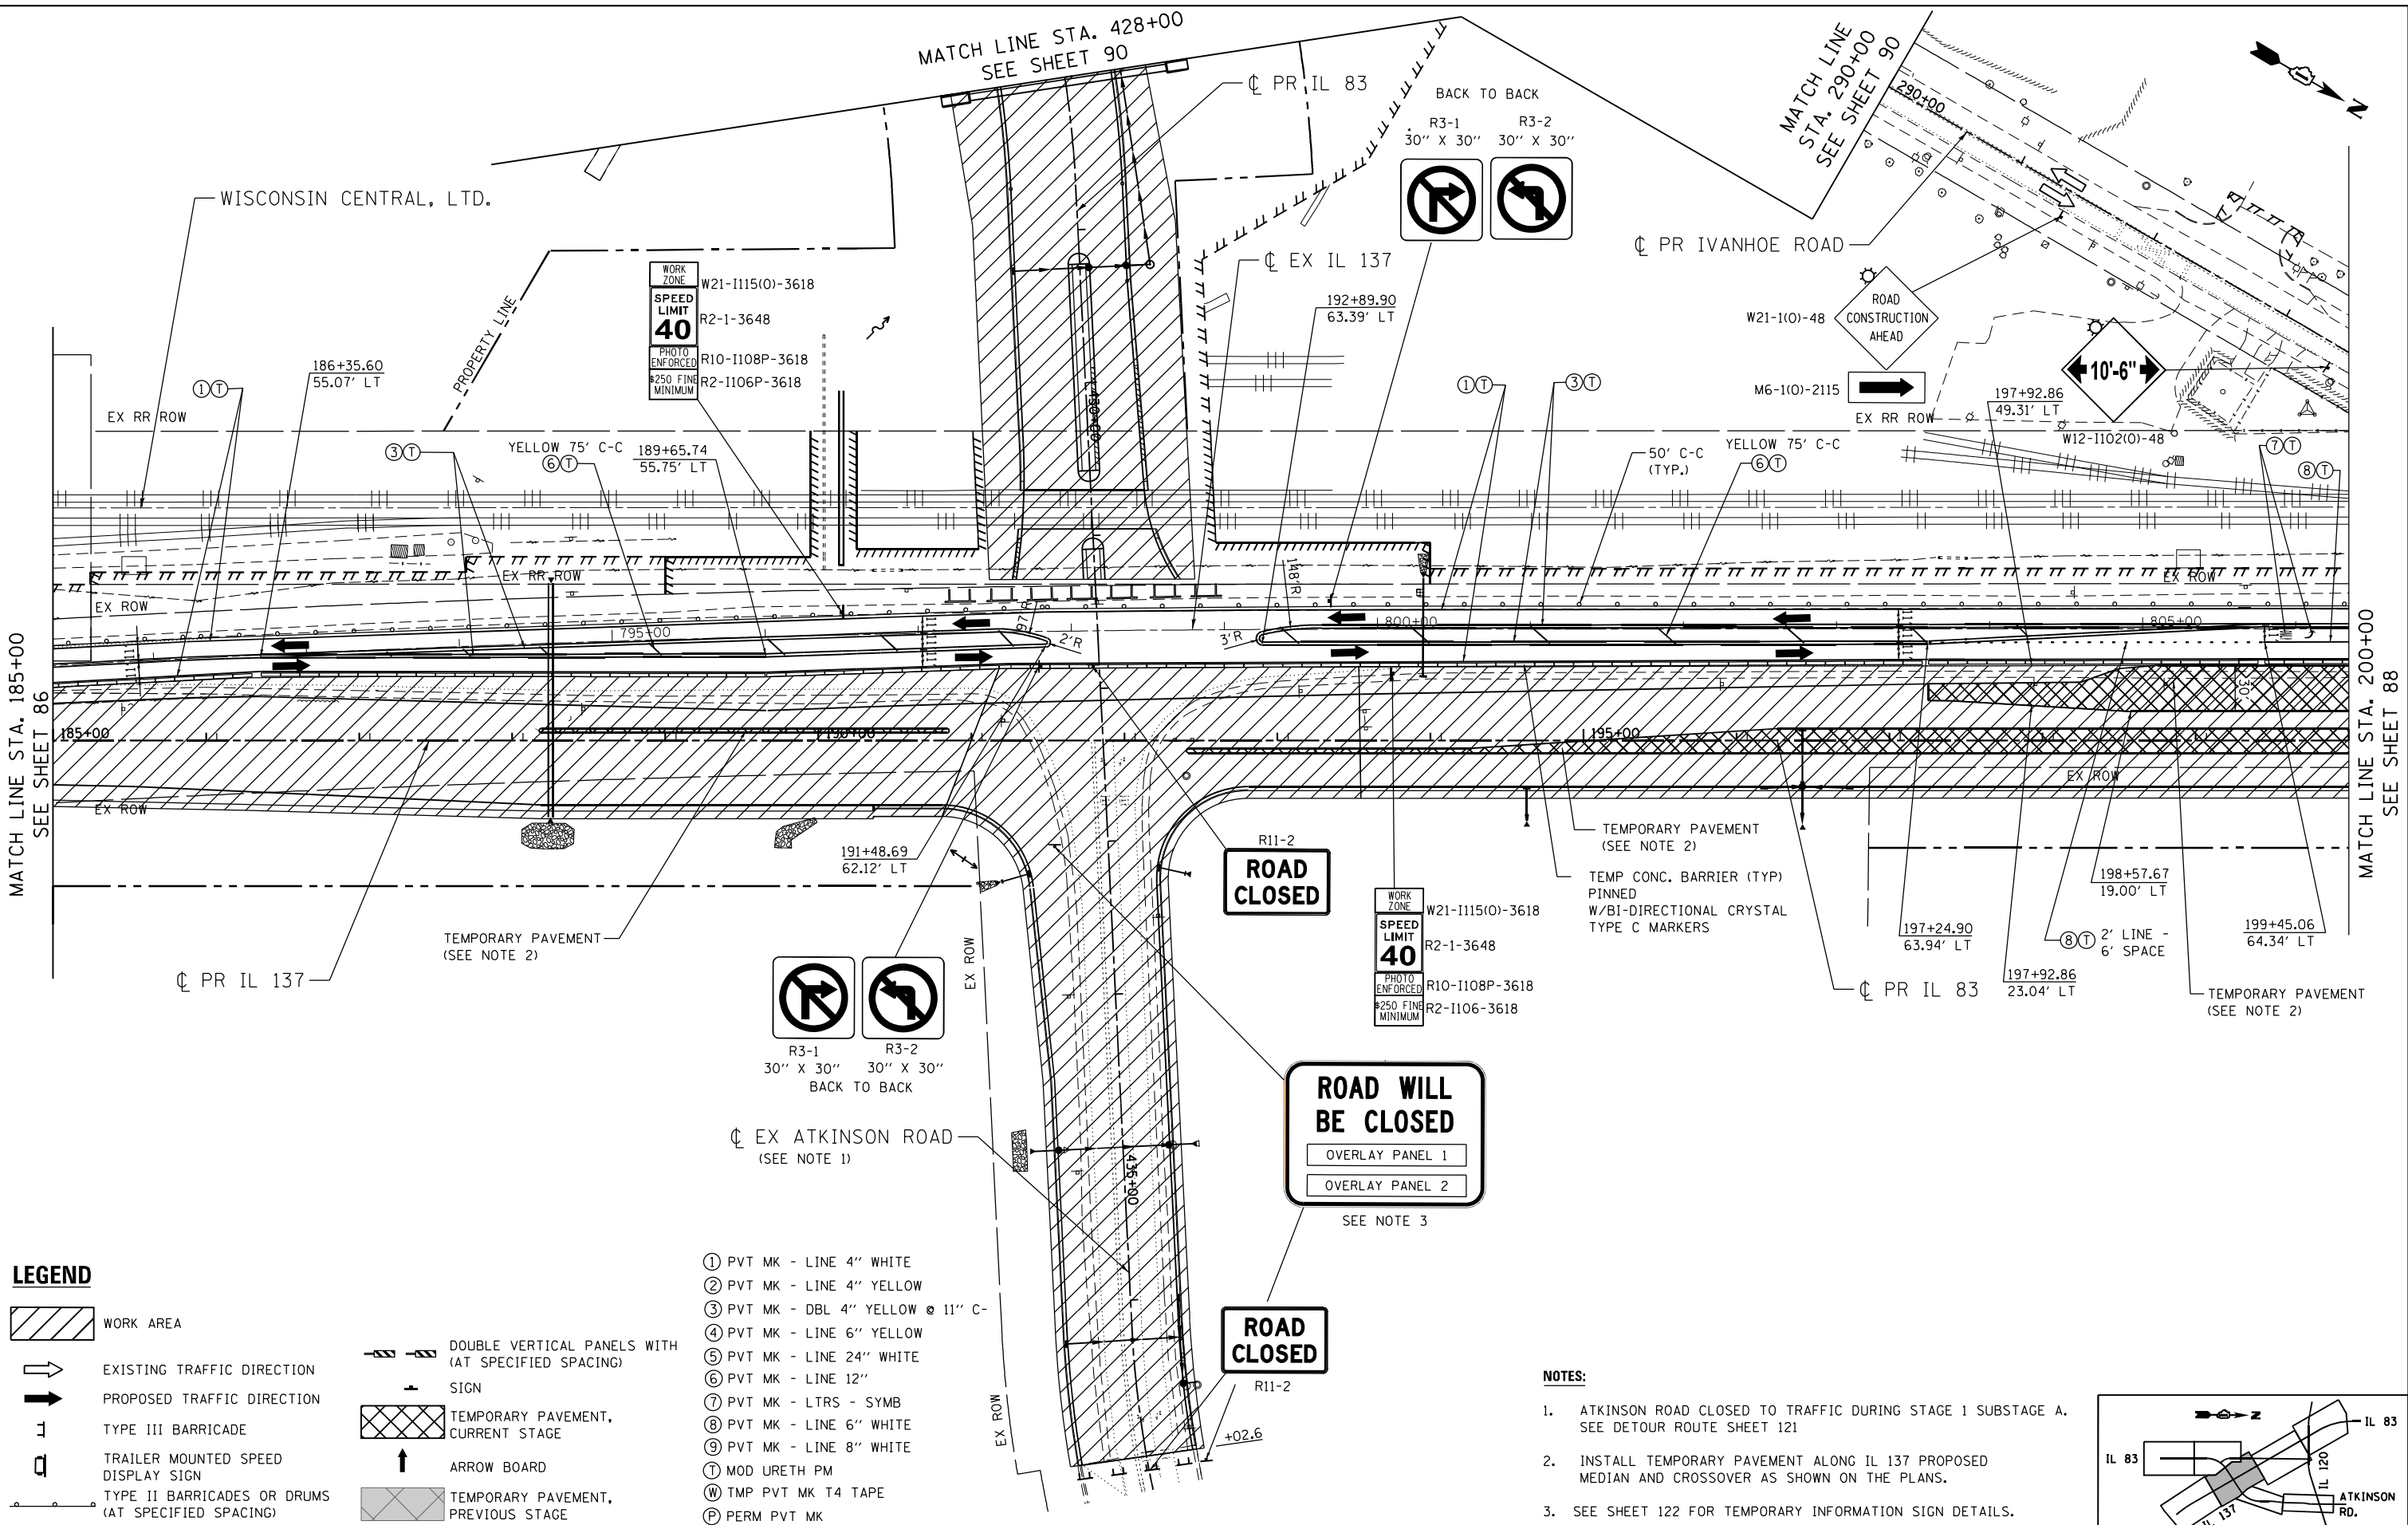 MATCH LINE STA. 428+00
SEE SHEET 90
℄ PR IL 83
BACK TO BACK
R3-1
30" X 30"
R3-2
30" X 30"
MATCH LINE
STA. 290+00
SEE SHEET 90
290+00
N
WISCONSIN CENTRAL, LTD.
PROPERTY LINE
WORK
ZONE
W21-I115(O)-3618
SPEED
LIMIT
40
R2-1-3648
PHOTO
ENFORCED
R10-I108P-3618
$250 FINE
MINIMUM
R2-I106P-3618
℄ EX IL 137
192+89.90
63.39' LT
℄ PR IVANHOE ROAD
W21-1(O)-48
ROAD
CONSTRUCTION
AHEAD
M6-1(O)-2115
10'-6"
W12-I102(O)-48
EX RR ROW
197+92.86
49.31' LT
186+35.60
55.07' LT
1 T
EX RR ROW
3 T
YELLOW 75' C-C
6 T
189+65.74
55.75' LT
430+00
1 T
3 T
50' C-C
(TYP.)
YELLOW 75' C-C
6 T
7 T
8 T
EX RR ROW
EX ROW
EX ROW
795+00
2'R
3'R
148'R
800+00
805+00
11' 11'
11' 11'
30'
MATCH LINE STA. 185+00
SEE SHEET 86
185+00
190+00
195+00
EX ROW
EX ROW
MATCH LINE STA. 200+00
SEE SHEET 88
191+48.69
62.12' LT
R11-2
ROAD
CLOSED
TEMPORARY PAVEMENT
(SEE NOTE 2)
TEMP CONC. BARRIER (TYP)
PINNED
W/BI-DIRECTIONAL CRYSTAL
TYPE C MARKERS
WORK
ZONE
W21-I115(O)-3618
SPEED
LIMIT
40
R2-1-3648
PHOTO
ENFORCED
R10-I108P-3618
$250 FINE
MINIMUM
R2-I106-3618
197+24.90
63.94' LT
198+57.67
19.00' LT
8 T 2' LINE -
6' SPACE
199+45.06
64.34' LT
197+92.86
23.04' LT
℄ PR IL 83
TEMPORARY PAVEMENT
(SEE NOTE 2)
TEMPORARY PAVEMENT
(SEE NOTE 2)
℄ PR IL 137
EX ROW
R3-1
30" X 30"
R3-2
30" X 30"
BACK TO BACK
℄ EX ATKINSON ROAD
(SEE NOTE 1)
435+00
ROAD WILL
BE CLOSED
OVERLAY PANEL 1
OVERLAY PANEL 2
SEE NOTE 3
ROAD
CLOSED
R11-2
+02.6
EX ROW
LEGEND
WORK AREA
EXISTING TRAFFIC DIRECTION
PROPOSED TRAFFIC DIRECTION
TYPE III BARRICADE
TRAILER MOUNTED SPEED
DISPLAY SIGN
TYPE II BARRICADES OR DRUMS
(AT SPECIFIED SPACING)
DOUBLE VERTICAL PANELS WITH
(AT SPECIFIED SPACING)
SIGN
TEMPORARY PAVEMENT,
CURRENT STAGE
ARROW BOARD
TEMPORARY PAVEMENT,
PREVIOUS STAGE
1 PVT MK - LINE 4" WHITE
2 PVT MK - LINE 4" YELLOW
3 PVT MK - DBL 4" YELLOW @ 11" C-
4 PVT MK - LINE 6" YELLOW
5 PVT MK - LINE 24" WHITE
6 PVT MK - LINE 12"
7 PVT MK - LTRS - SYMB
8 PVT MK - LINE 6" WHITE
9 PVT MK - LINE 8" WHITE
T MOD URETH PM
W TMP PVT MK T4 TAPE
P PERM PVT MK
NOTES:
1. ATKINSON ROAD CLOSED TO TRAFFIC DURING STAGE 1 SUBSTAGE A.
SEE DETOUR ROUTE SHEET 121
2. INSTALL TEMPORARY PAVEMENT ALONG IL 137 PROPOSED
MEDIAN AND CROSSOVER AS SHOWN ON THE PLANS.
3. SEE SHEET 122 FOR TEMPORARY INFORMATION SIGN DETAILS.
Z
IL 83
IL 83
IL 120
ATKINSON
RD.
IL 137